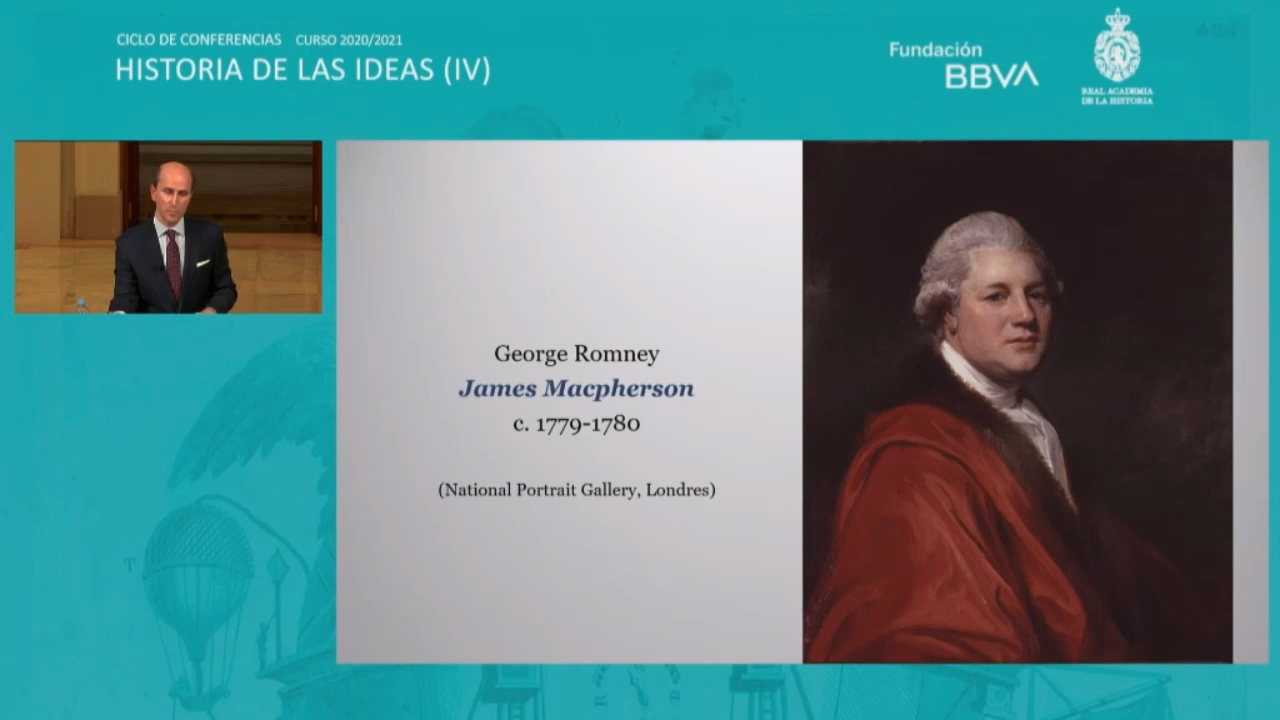 CICLO DE CONFERENCIAS CURSO 2020/2021
HISTORIA DE LAS IDEAS (IV)
Fundación
BBVA
REAL ACADEMIA
DE LA HISTORIA
George Romney
James Macpherson
c. 1779-1780
(National Portrait Gallery, Londres)